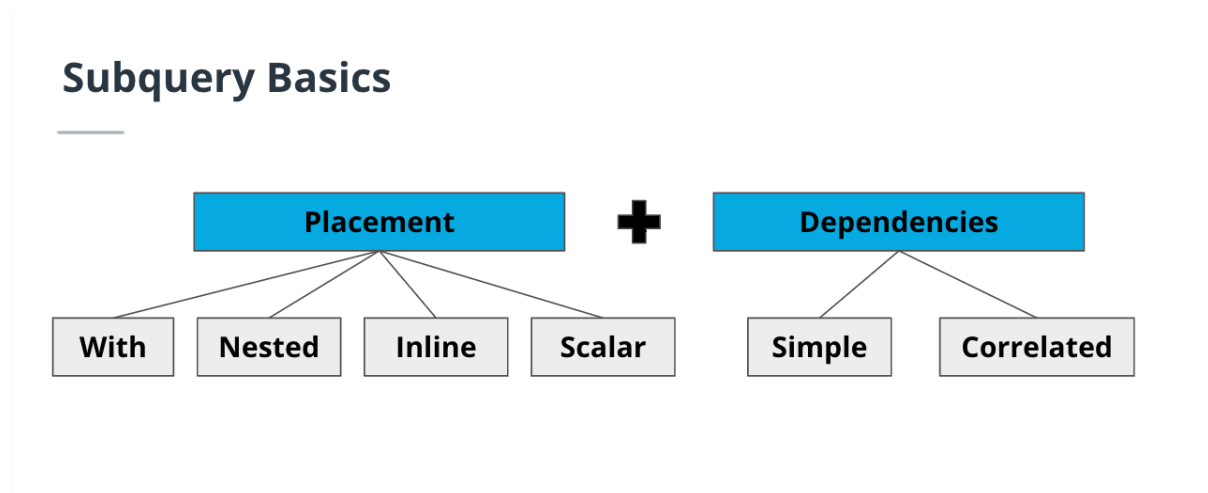 Subquery Basics
Placement
Dependencies
With
Nested
Inline
Scalar
Simple
Correlated